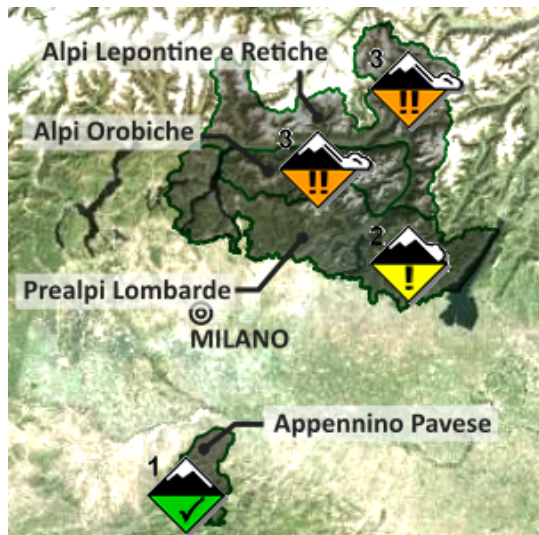 Alpi Lepontine e Retiche
3
!!
Alpi Orobiche
3
!!
2
!
Prealpi Lombarde
MILANO
Appennino Pavese
1